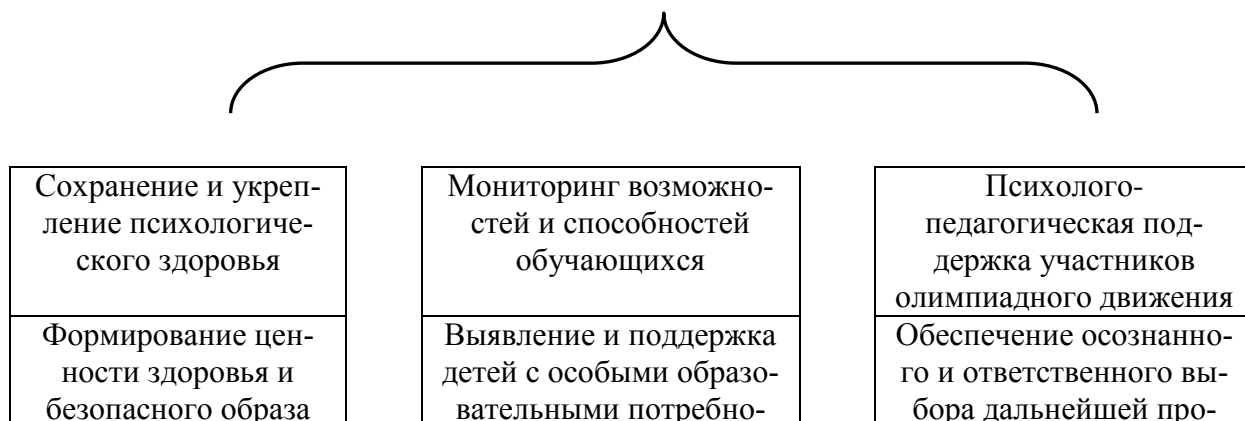 Сохранение и укреп-
ление психологиче-
ского здоровья
Мониторинг возможно-
стей и способностей
обучающихся
Психолого-
педагогическая под-
держка участников
олимпиадного движения
Формирование цен-
ности здоровья и
безопасного образа
Выявление и поддержка
детей с особыми образо-
вательными потребно-
Обеспечение осознанно-
го и ответственного вы-
бора дальнейшей про-